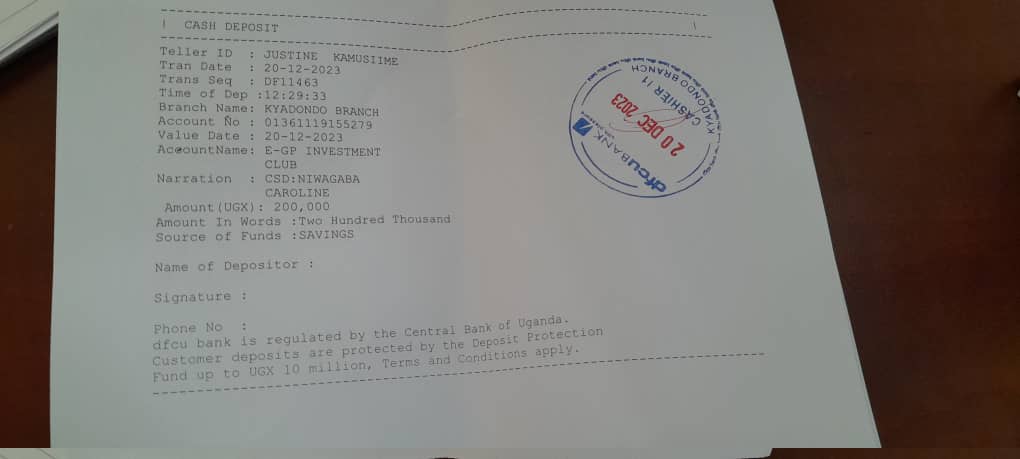 | CASH DEPOSIT |
Teller ID : JUSTINE KAMUSIIME
Tran Date : 20-12-2023
Trans Seq : DF11463
Time of Dep :12:29:33
Branch Name: KYADONDO BRANCH
Account No : 01361119155279
Value Date : 20-12-2023
AccountName: E-GP INVESTMENT
CLUB
Narration : CSD:NIWAGABA
CAROLINE
Amount(UGX): 200,000
Amount In Words :Two Hundred Thousand
Source of Funds :SAVINGS
Name of Depositor :
Signature :
Phone No :
dfcu bank is regulated by the Central Bank of Uganda.
Customer deposits are protected by the Deposit Protection
Fund up to UGX 10 million, Terms and Conditions apply.
KYADONDO BRANCH
CASHIER 11
20 DEC 2023
dfcu BANK